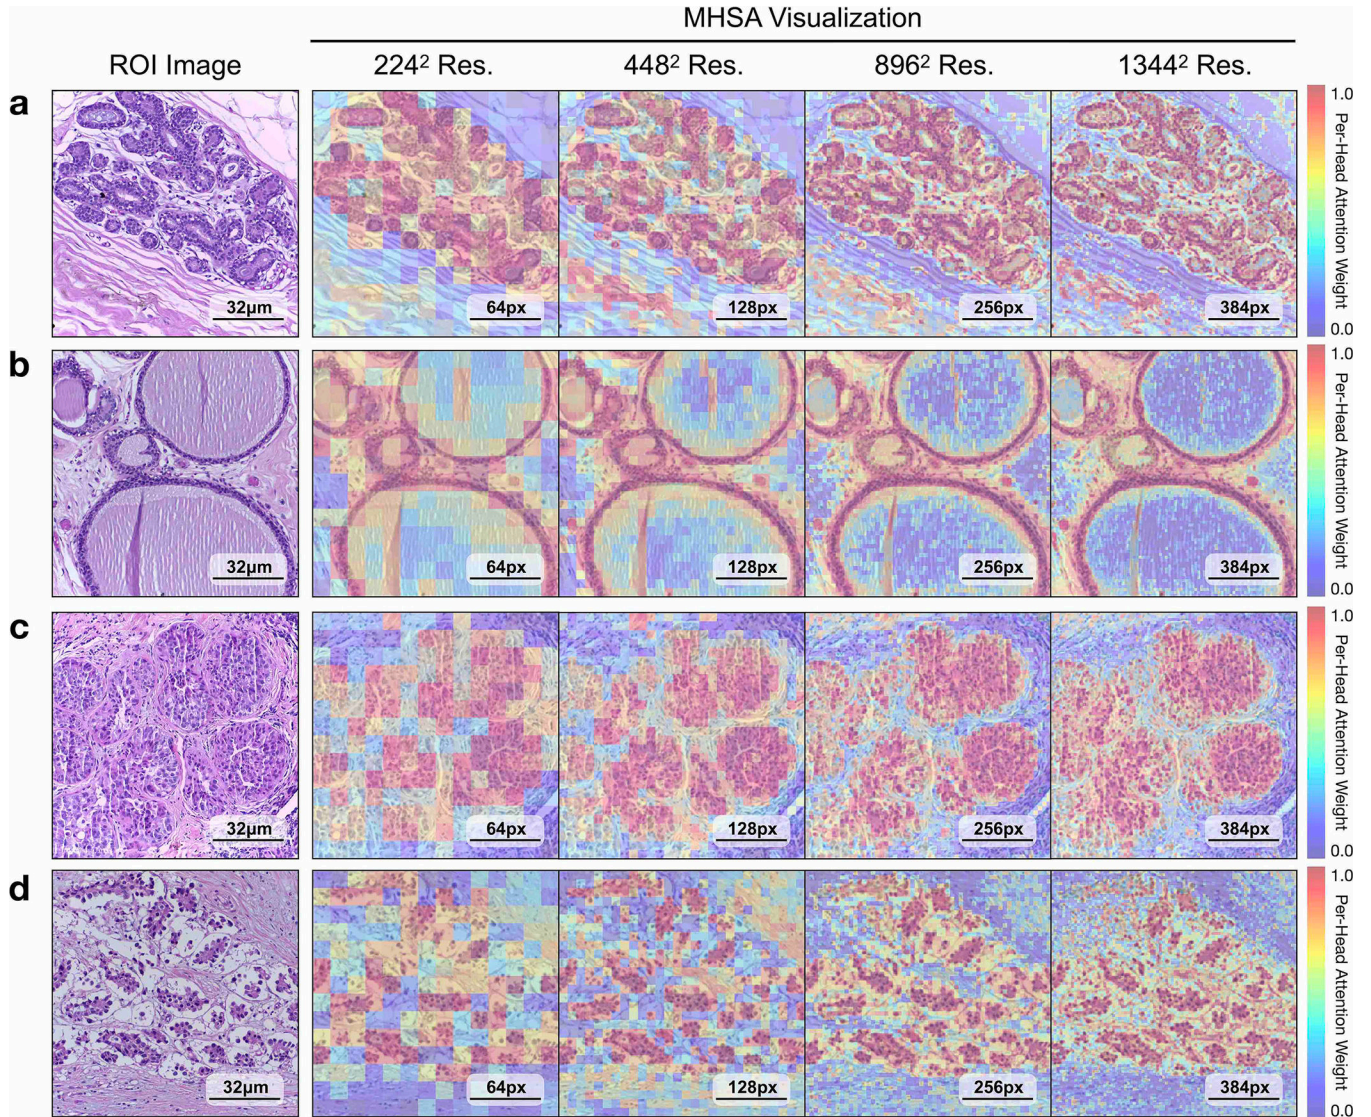 MHSA Visualization
ROI Image 224² Res. 448² Res. 896² Res. 1344² Res.
a
32μm 64px 128px 256px 384px
1.0
Per-Head Attention Weight
0.0
b
32μm 64px 128px 256px 384px
1.0
Per-Head Attention Weight
0.0
c
32μm 64px 128px 256px 384px
1.0
Per-Head Attention Weight
0.0
d
32μm 64px 128px 256px 384px
1.0
Per-Head Attention Weight
0.0